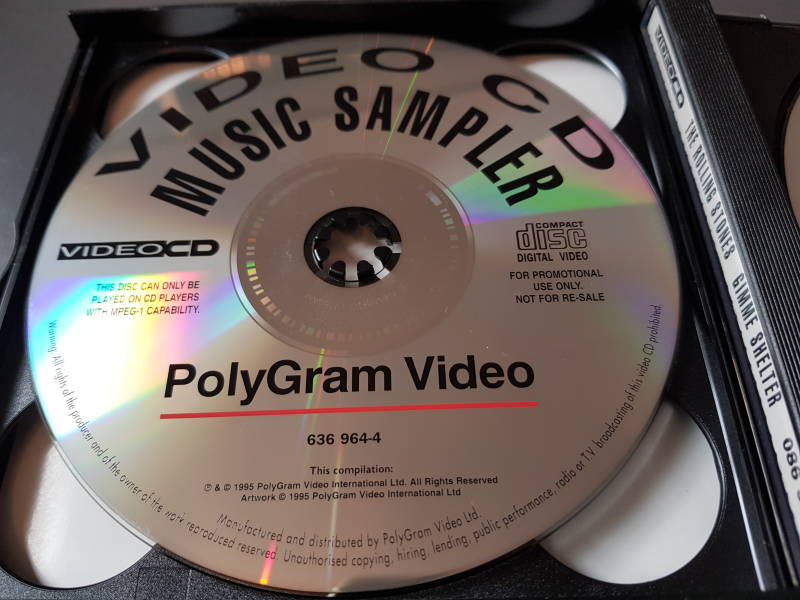 VIDEO CD
MUSIC SAMPLER
VIDEO CD
THIS DISC CAN ONLY BE
PLAYED ON CD PLAYERS
WITH MPEG-1 CAPABILITY.
COMPACT
disc
DIGITAL VIDEO
FOR PROMOTIONAL
USE ONLY.
NOT FOR RE-SALE
PolyGram Video
636 964-4
This compilation:
℗ & © 1995 PolyGram Video International Ltd. All Rights Reserved
Artwork © 1995 PolyGram Video International Ltd
Manufactured and distributed by PolyGram Video Ltd.
Warning: All rights of the producer and of the owner of the work reproduced reserved. Unauthorised copying, hiring, lending, public performance, radio or T.V. broadcasting of this video CD prohibited.
VIDEO CD THE ROLLING STONES GIMME SHELTER 086